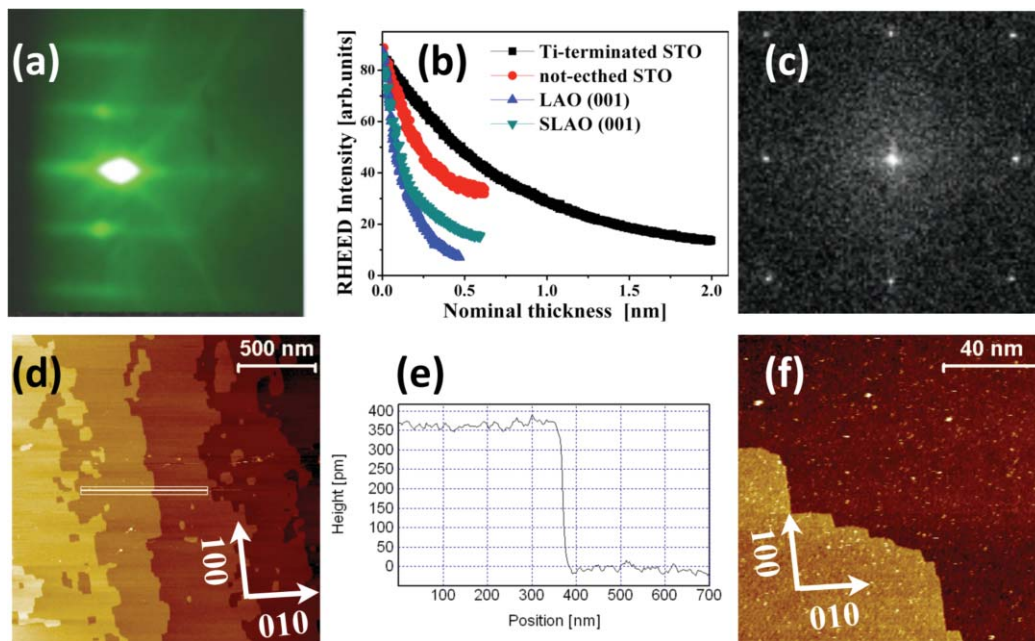 (a)
(b)
Ti-terminated STO
not-ecthed STO
LAO (001)
SLAO (001)
RHEED Intensity [arb.units]
80
60
40
20
0
0.0 0.5 1.0 1.5 2.0
Nominal thickness [nm]
(c)
(d)
500 nm
100
010
(e)
Height [pm]
400
350
300
250
200
150
100
50
0
0 100 200 300 400 500 600 700
Position [nm]
(f)
40 nm
100
010